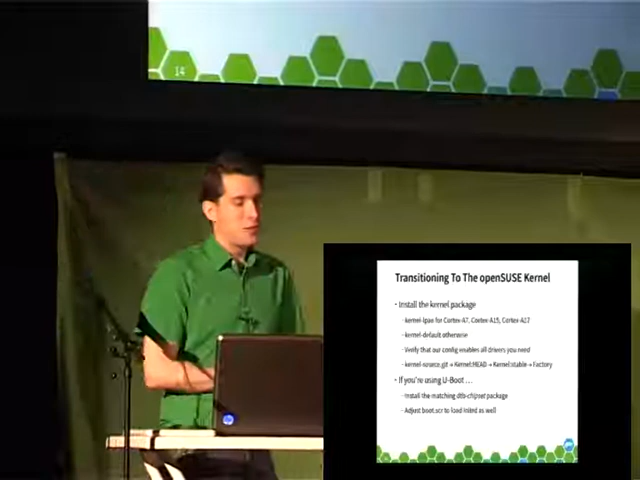 14
Transitioning To The openSUSE Kernel
• Install the kernel package
- kernel-lpae for Cortex-A7, Cortex-A15, Cortex-A17
- kernel-default otherwise
- Verify that our config enables all drivers you need
- kernel-source.git → Kernel:HEAD → Kernel:stable → Factory
• If you're using U-Boot ...
- Install the matching dtb-chipset package
- Adjust boot.scr to load initrd as well
hp